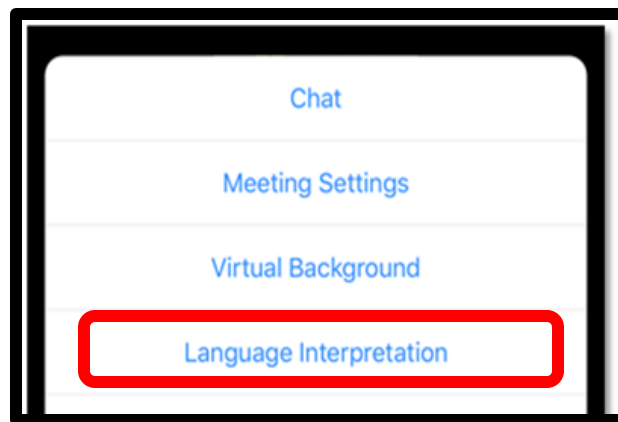 Chat
Meeting Settings
Virtual Background
Language Interpretation